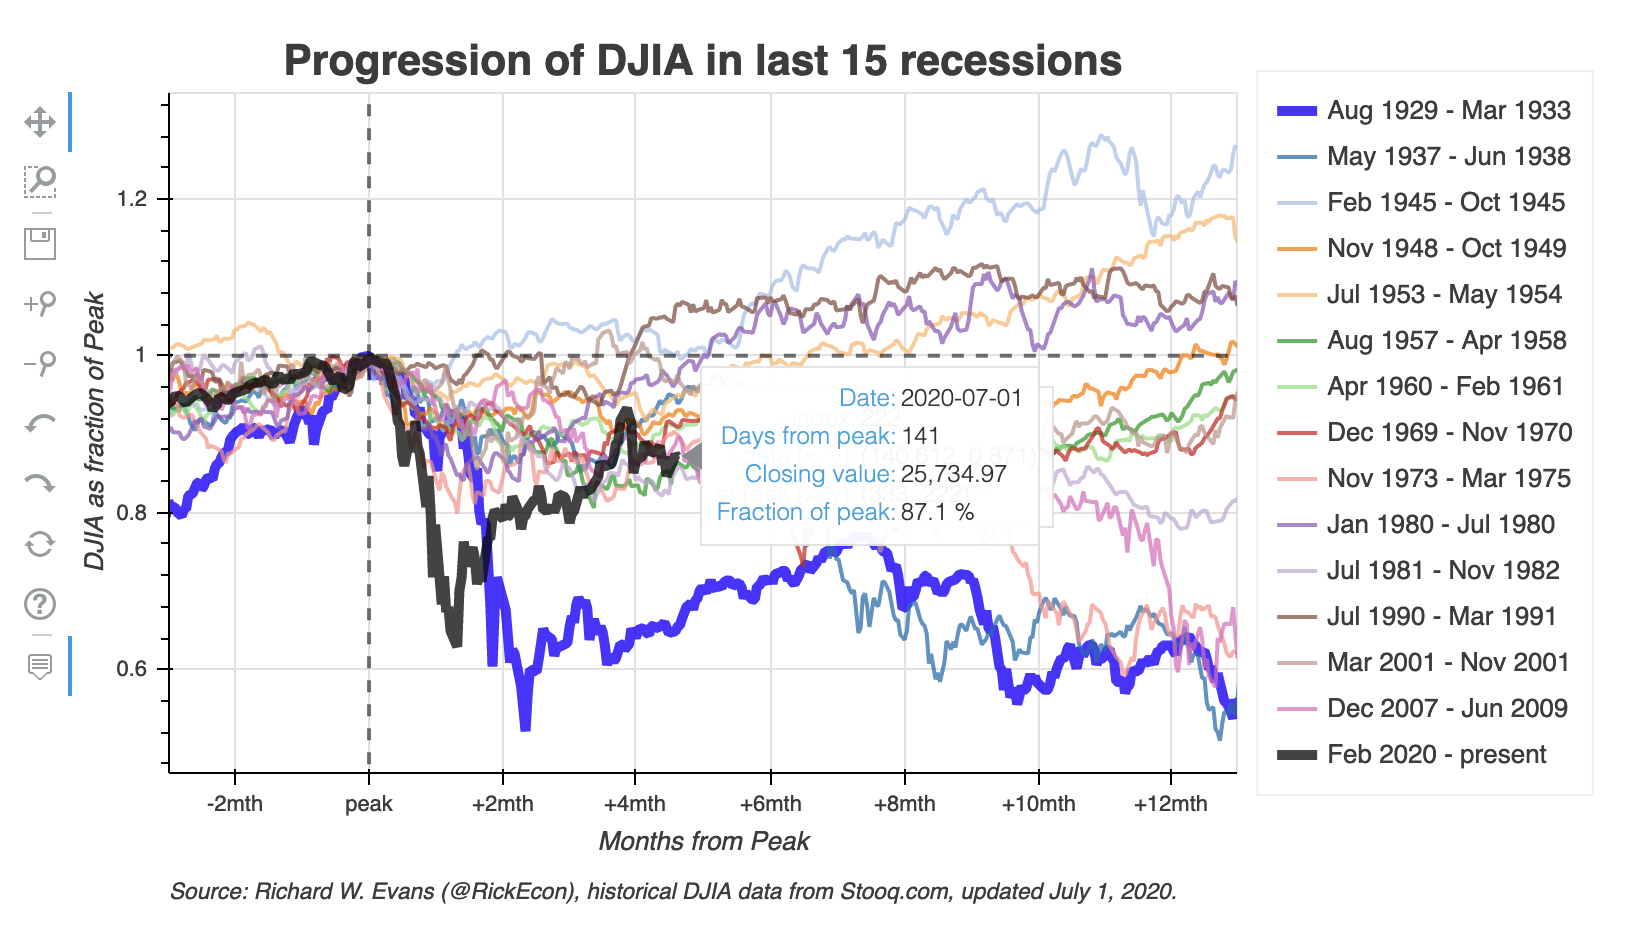 Progression of DJIA in last 15 recessions
DJIA as fraction of Peak
1.2
1
0.8
0.6
Date: 2020-07-01
Days from peak: 141
Closing value: 25,734.97
Fraction of peak: 87.1 %
-2mth peak +2mth +4mth +6mth +8mth +10mth +12mth
Months from Peak
Aug 1929 - Mar 1933
May 1937 - Jun 1938
Feb 1945 - Oct 1945
Nov 1948 - Oct 1949
Jul 1953 - May 1954
Aug 1957 - Apr 1958
Apr 1960 - Feb 1961
Dec 1969 - Nov 1970
Nov 1973 - Mar 1975
Jan 1980 - Jul 1980
Jul 1981 - Nov 1982
Jul 1990 - Mar 1991
Mar 2001 - Nov 2001
Dec 2007 - Jun 2009
Feb 2020 - present
Source: Richard W. Evans (@RickEcon), historical DJIA data from Stooq.com, updated July 1, 2020.